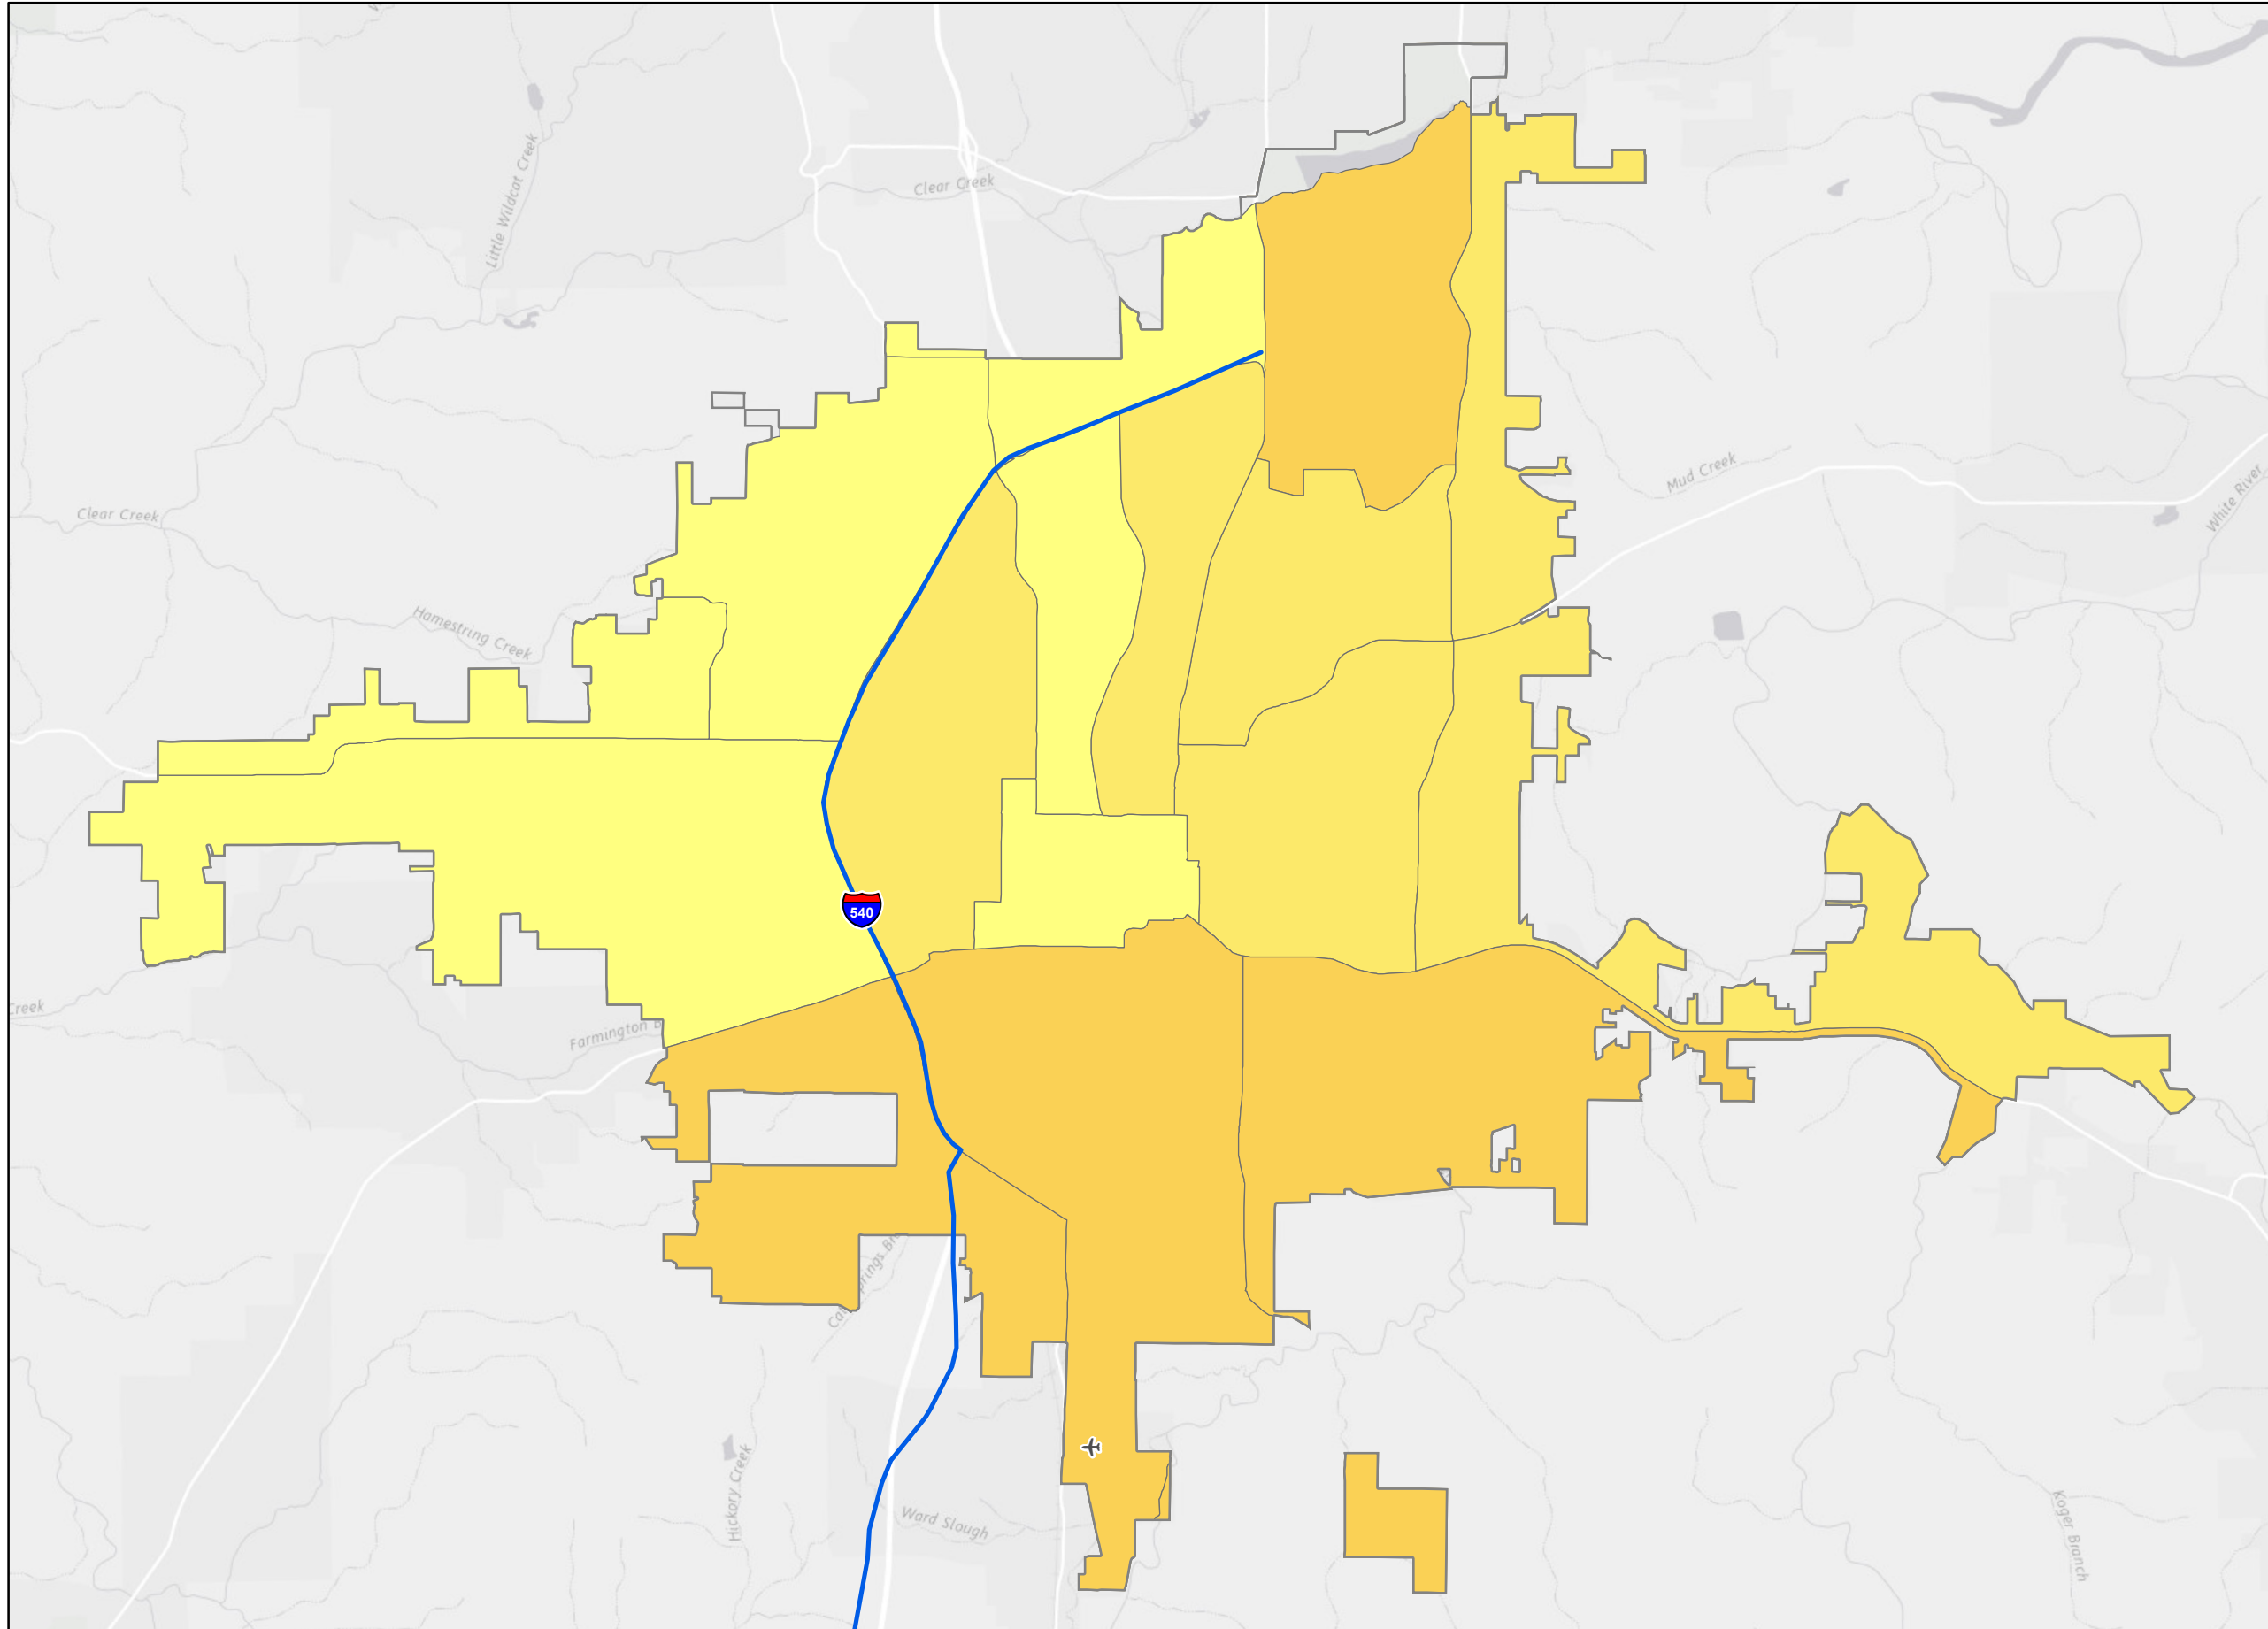 Little Wildcat Creek
Clear Creek
Mud Creek
White River
Clear Creek
Hamestring Creek
540
Creek
Farmington B
Hickory Creek
Ward Slough
Koger Branch